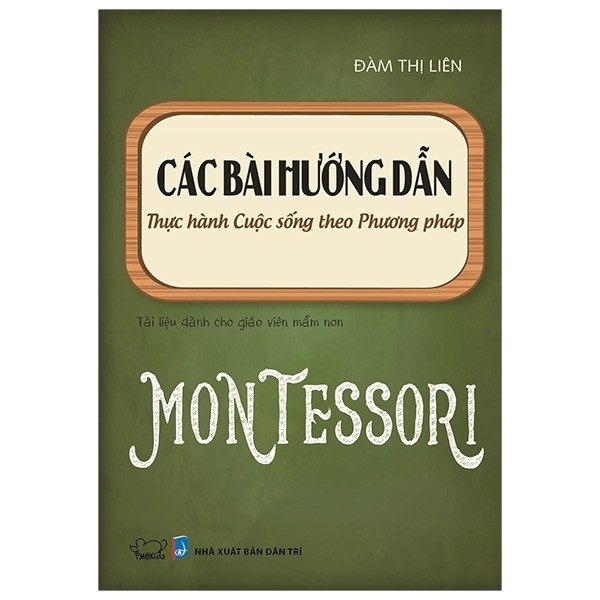 ĐÀM THỊ LIÊN
CÁC BÀI HƯỚNG DẪN
Thực hành Cuộc sống theo Phương pháp
Tài liệu dành cho giáo viên mầm non
MONTESSORI
NHÀ XUẤT BẢN DÂN TRÍ